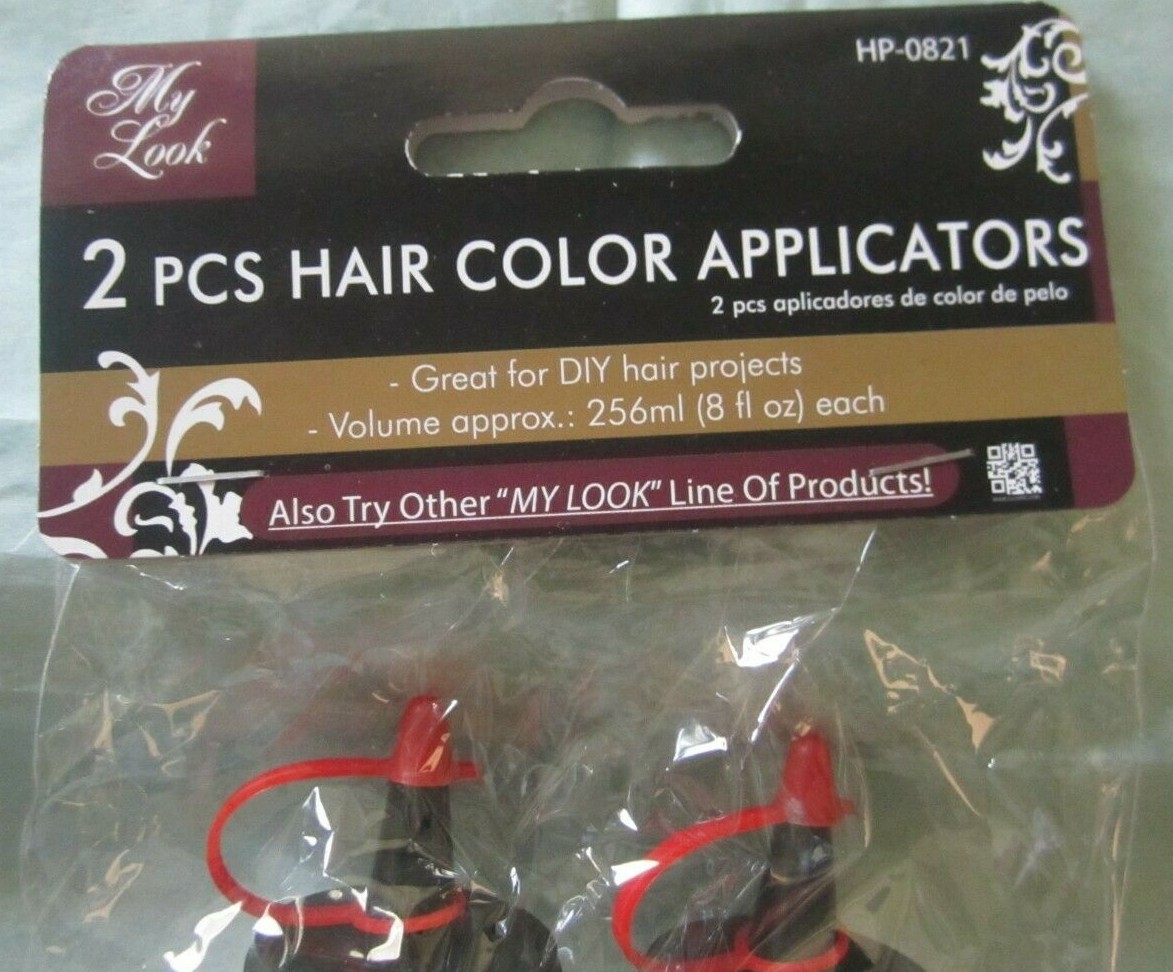 My
Look
HP-0821
2 PCS HAIR COLOR APPLICATORS
2 pcs aplicadores de color de pelo
- Great for DIY hair projects
- Volume approx.: 256ml (8 fl oz) each
Also Try Other “MY LOOK” Line Of Products!